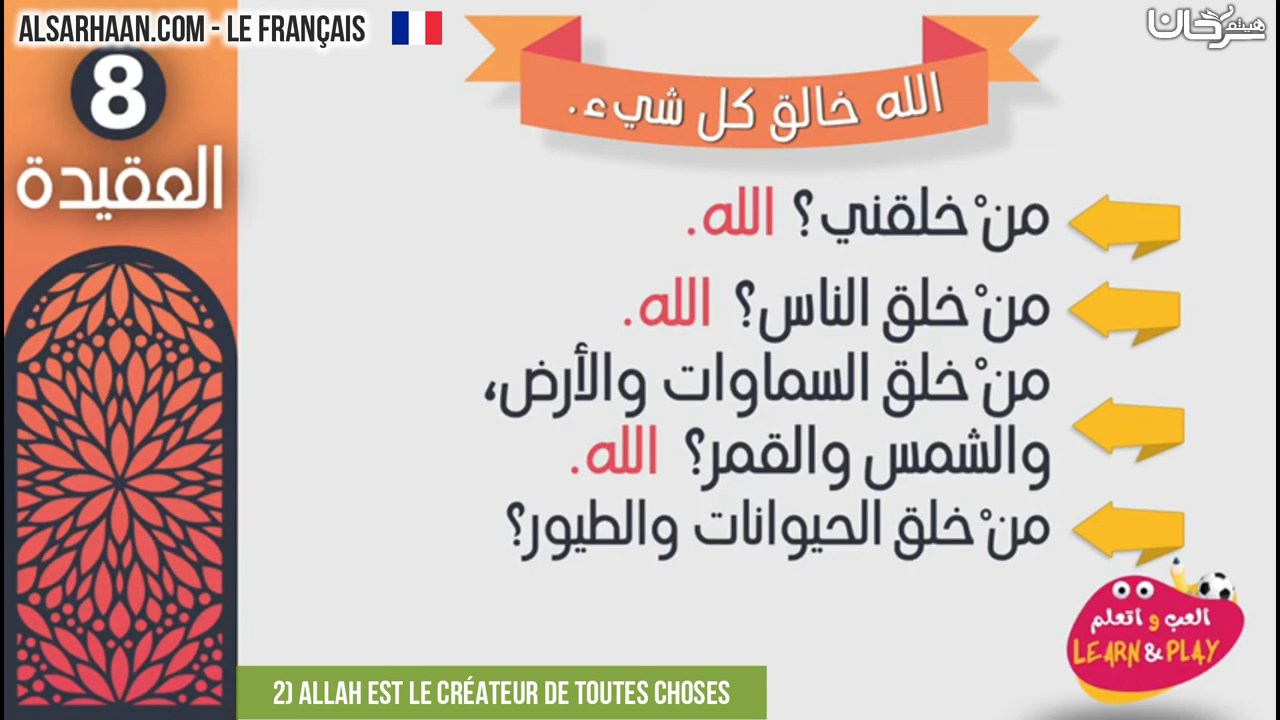 ALSARHAAN.COM - LE FRANÇAIS
هيثم سرحان
8
العقيدة
الله خالق كل شيء.
منْ خلقني؟ الله.
منْ خلق الناس؟ الله.
منْ خلق السماوات والأرض،
والشمس والقمر؟ الله.
منْ خلق الحيوانات والطيور؟
العب و اتعلم
LEARN & PLAY
2) ALLAH EST LE CRÉATEUR DE TOUTES CHOSES